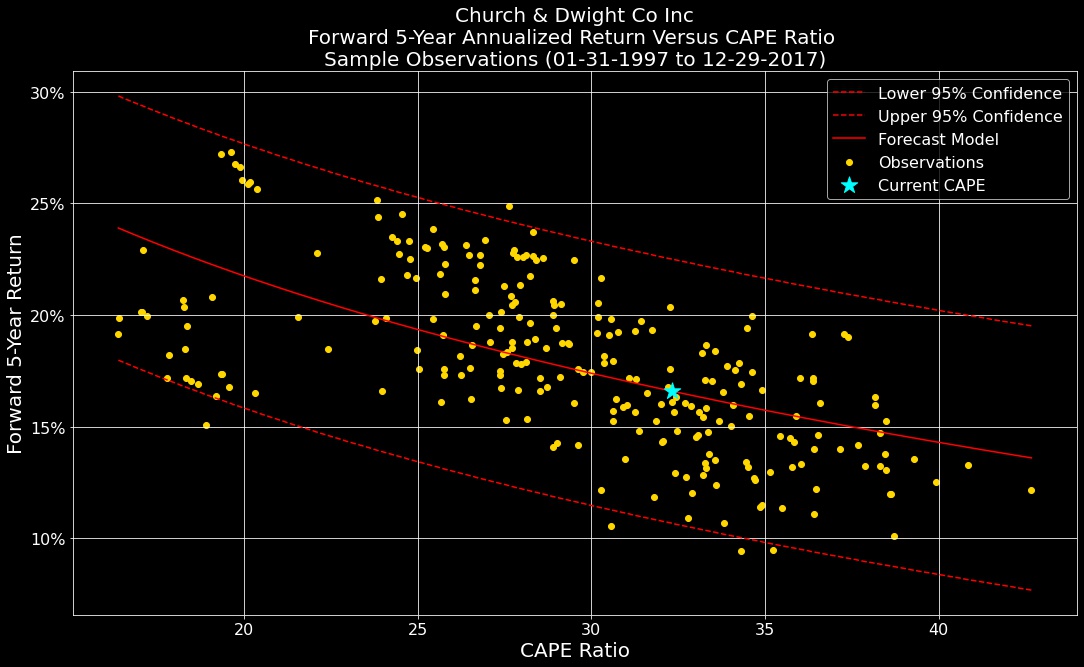 Church & Dwight Co Inc
Forward 5-Year Annualized Return Versus CAPE Ratio
Sample Observations (01-31-1997 to 12-29-2017)
Lower 95% Confidence
Upper 95% Confidence
Forecast Model
Observations
Current CAPE
Forward 5-Year Return
30%
25%
20%
15%
10%
20
25
30
35
40
CAPE Ratio